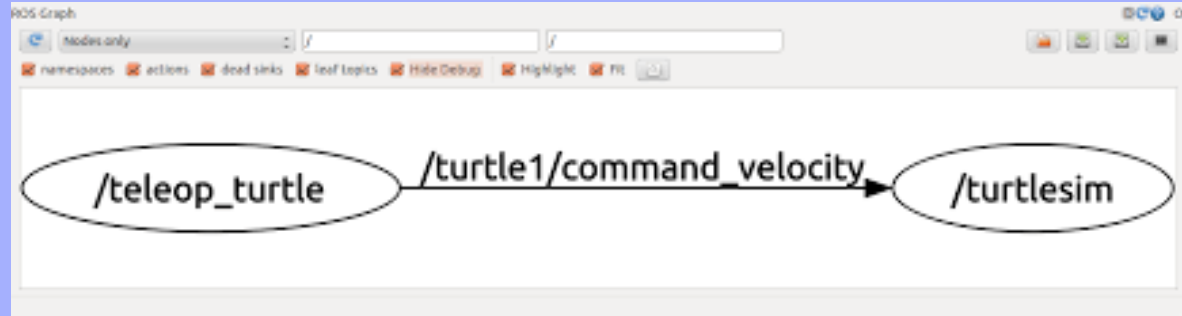 ROS Graph
Nodes only / /
namespaces actions dead sinks leaf topics Hide Debug Highlight Fit
/teleop_turtle /turtle1/command_velocity /turtlesim